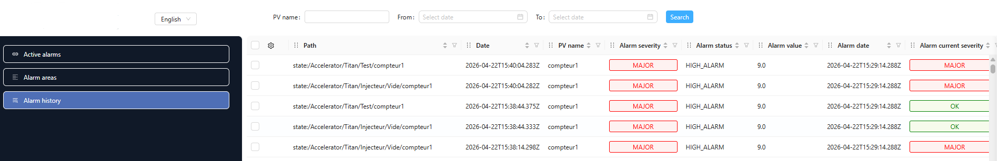 English PV name: From: Select date To: Select date Search
Active alarms
Alarm areas
Alarm history
Path Date PV name Alarm severity Alarm status Alarm value Alarm date Alarm current severity
state:/Accelerator/Titan/Test/compteur1 2026-04-22T15:40:04.283Z compteur1 MAJOR HIGH_ALARM 9.0 2026-04-22T15:29:14.288Z MAJOR
state:/Accelerator/Titan/Injecteur/Vide/compteur1 2026-04-22T15:40:04.282Z compteur1 MAJOR HIGH_ALARM 9.0 2026-04-22T15:29:14.288Z MAJOR
state:/Accelerator/Titan/Test/compteur1 2026-04-22T15:38:44.375Z compteur1 MAJOR HIGH_ALARM 9.0 2026-04-22T15:29:14.288Z OK
state:/Accelerator/Titan/Injecteur/Vide/compteur1 2026-04-22T15:38:44.333Z compteur1 MAJOR HIGH_ALARM 9.0 2026-04-22T15:29:14.288Z OK
state:/Accelerator/Titan/Injecteur/Vide/compteur1 2026-04-22T15:38:14.298Z compteur1 MAJOR HIGH_ALARM 9.0 2026-04-22T15:29:14.288Z MAJOR